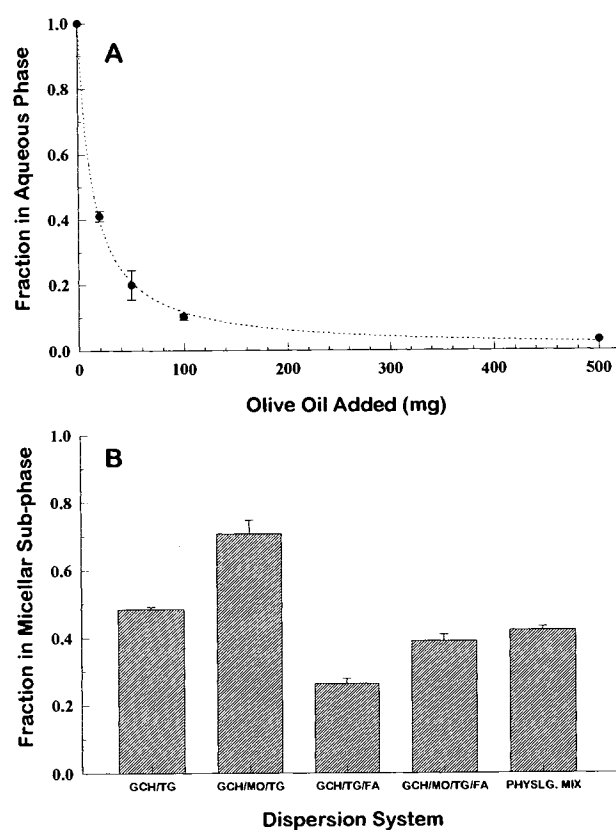 A
Fraction in Aqueous Phase
1.0
0.8
0.6
0.4
0.2
0.0
0 100 200 300 400 500
Olive Oil Added (mg)
B
Fraction in Micellar Sub-phase
1.0
0.8
0.6
0.4
0.2
0.0
GCH/TG GCH/MO/TG GCH/TG/FA GCH/MO/TG/FA PHYSLG. MIX
Dispersion System